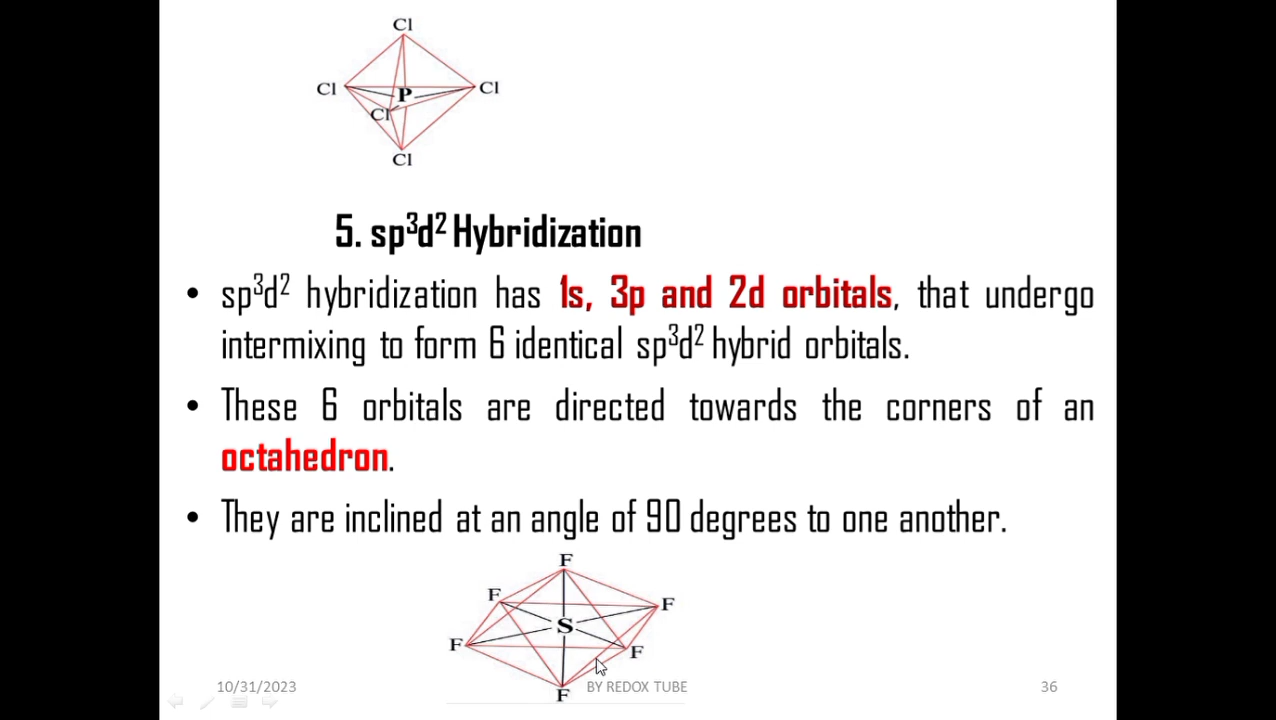 Cl
Cl P Cl
Cl
Cl
5. sp³d² Hybridization
• sp³d² hybridization has 1s, 3p and 2d orbitals, that undergo
intermixing to form 6 identical sp³d² hybrid orbitals.
• These 6 orbitals are directed towards the corners of an
octahedron.
• They are inclined at an angle of 90 degrees to one another.
F
F F
S
F F
F
10/31/2023 BY REDOX TUBE 36